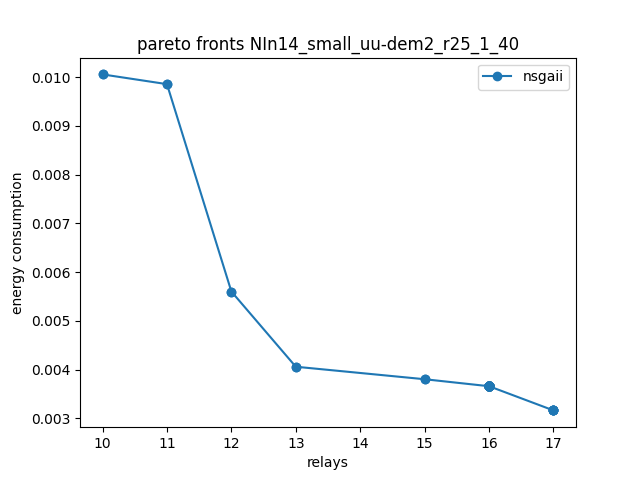 pareto fronts NIn14_small_uu-dem2_r25_1_40
nsgaii
energy consumption
0.010
0.009
0.008
0.007
0.006
0.005
0.004
0.003
10 11 12 13 14 15 16 17
relays